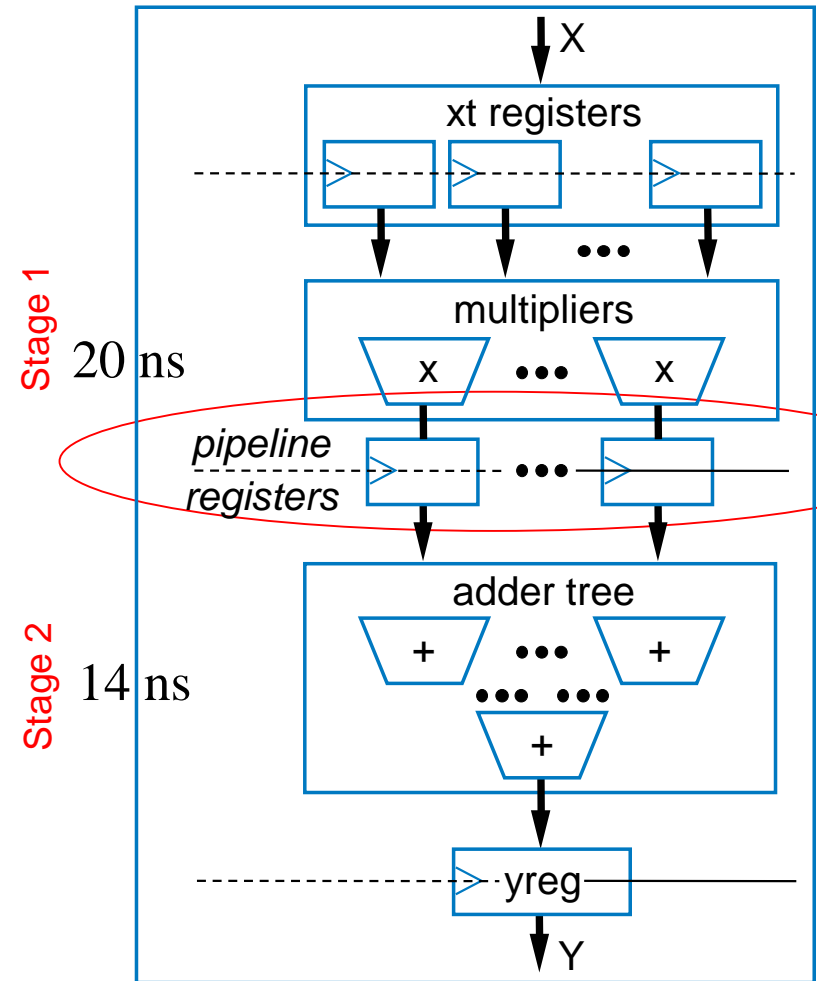 X
xt registers
Stage 1
multipliers
20 ns
x
x
pipeline
registers
adder tree
Stage 2
14 ns
+
+
+
yreg
Y